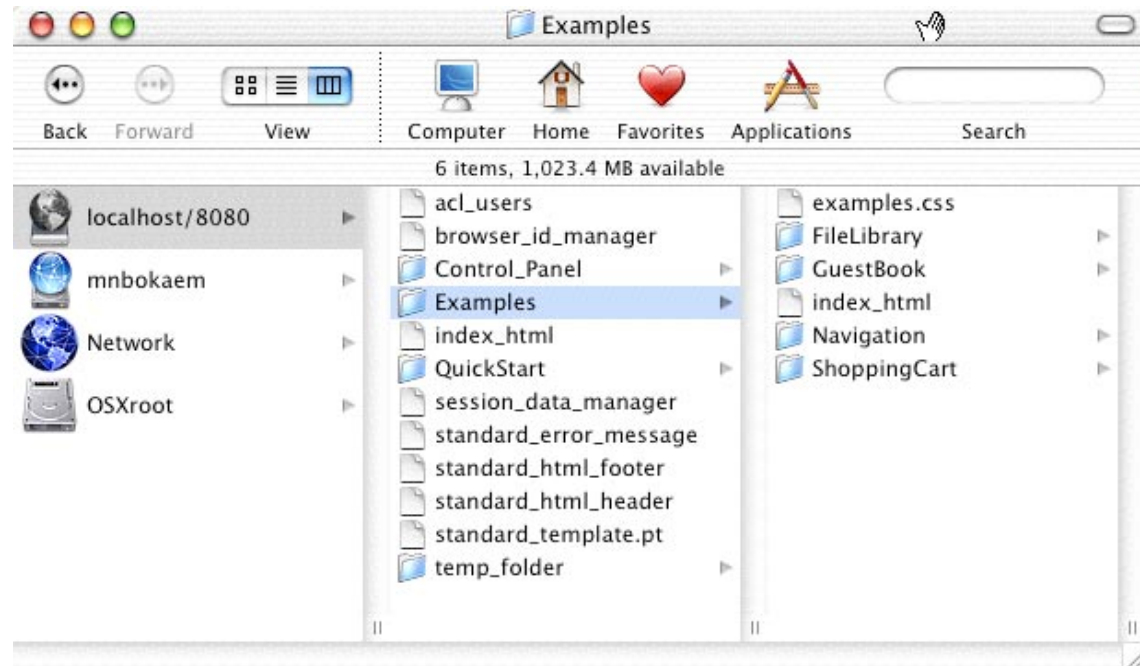 Examples
Back Forward View Computer Home Favorites Applications Search
6 items, 1,023.4 MB available
localhost/8080
mnbokaem
Network
OSXroot
acl_users
browser_id_manager
Control_Panel
Examples
index_html
QuickStart
session_data_manager
standard_error_message
standard_html_footer
standard_html_header
standard_template.pt
temp_folder
examples.css
FileLibrary
GuestBook
index_html
Navigation
ShoppingCart